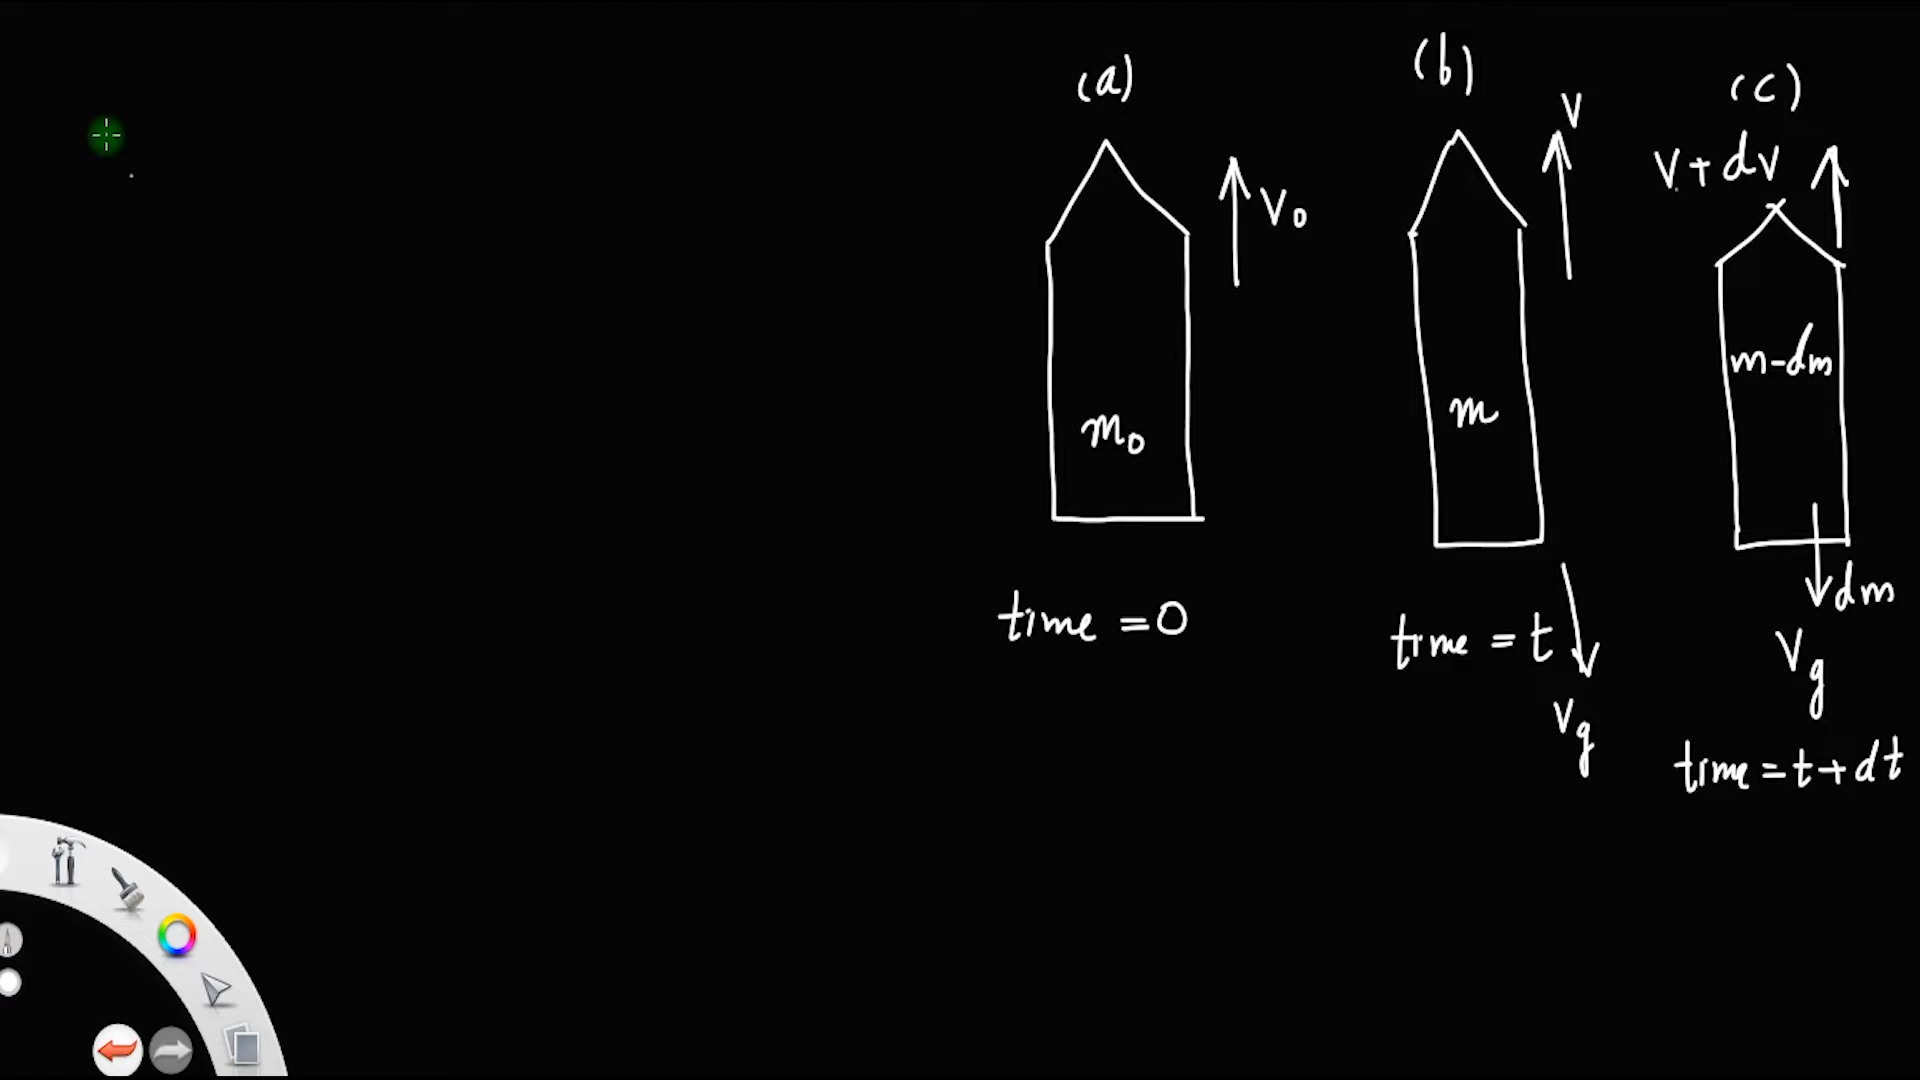 (a)
V₀
m₀
time = 0
(b)
V
m
time = t
Vg
(c)
V + dV
m-dm
dm
Vg
time = t + dt